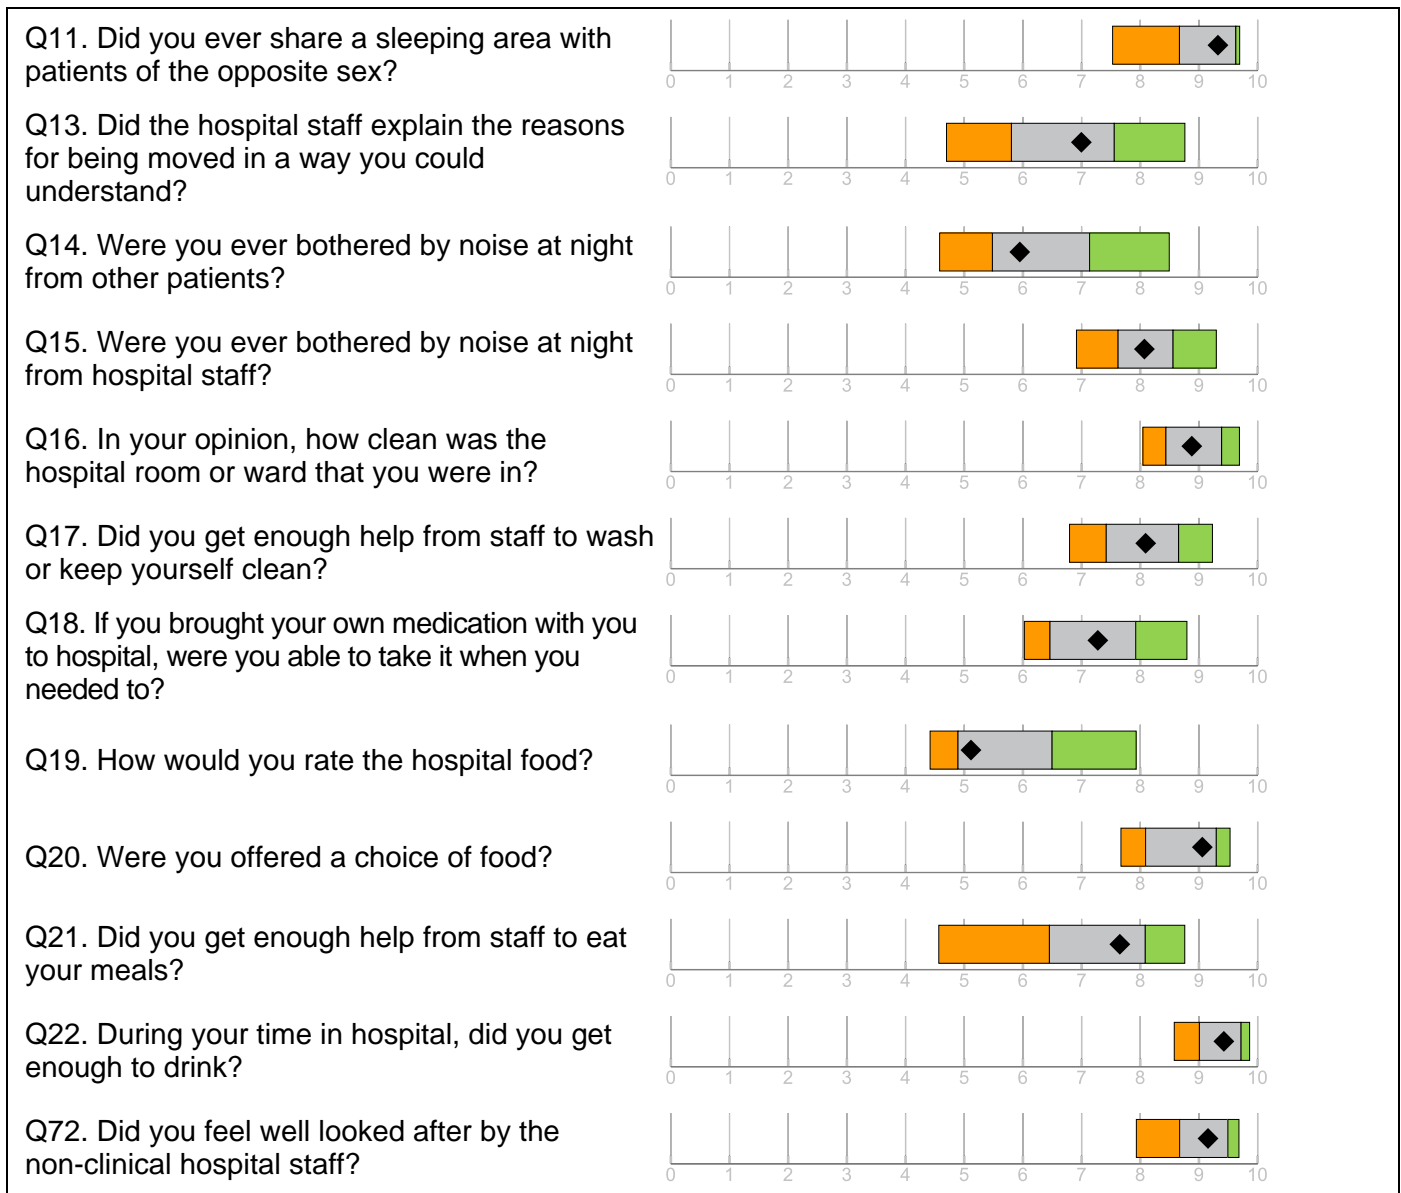 Q11. Did you ever share a sleeping area with
patients of the opposite sex?
0 1 2 3 4 5 6 7 8 9 10
Q13. Did the hospital staff explain the reasons
for being moved in a way you could
understand?
0 1 2 3 4 5 6 7 8 9 10
Q14. Were you ever bothered by noise at night
from other patients?
0 1 2 3 4 5 6 7 8 9 10
Q15. Were you ever bothered by noise at night
from hospital staff?
0 1 2 3 4 5 6 7 8 9 10
Q16. In your opinion, how clean was the
hospital room or ward that you were in?
0 1 2 3 4 5 6 7 8 9 10
Q17. Did you get enough help from staff to wash
or keep yourself clean?
0 1 2 3 4 5 6 7 8 9 10
Q18. If you brought your own medication with you
to hospital, were you able to take it when you
needed to?
0 1 2 3 4 5 6 7 8 9 10
Q19. How would you rate the hospital food?
0 1 2 3 4 5 6 7 8 9 10
Q20. Were you offered a choice of food?
0 1 2 3 4 5 6 7 8 9 10
Q21. Did you get enough help from staff to eat
your meals?
0 1 2 3 4 5 6 7 8 9 10
Q22. During your time in hospital, did you get
enough to drink?
0 1 2 3 4 5 6 7 8 9 10
Q72. Did you feel well looked after by the
non-clinical hospital staff?
0 1 2 3 4 5 6 7 8 9 10